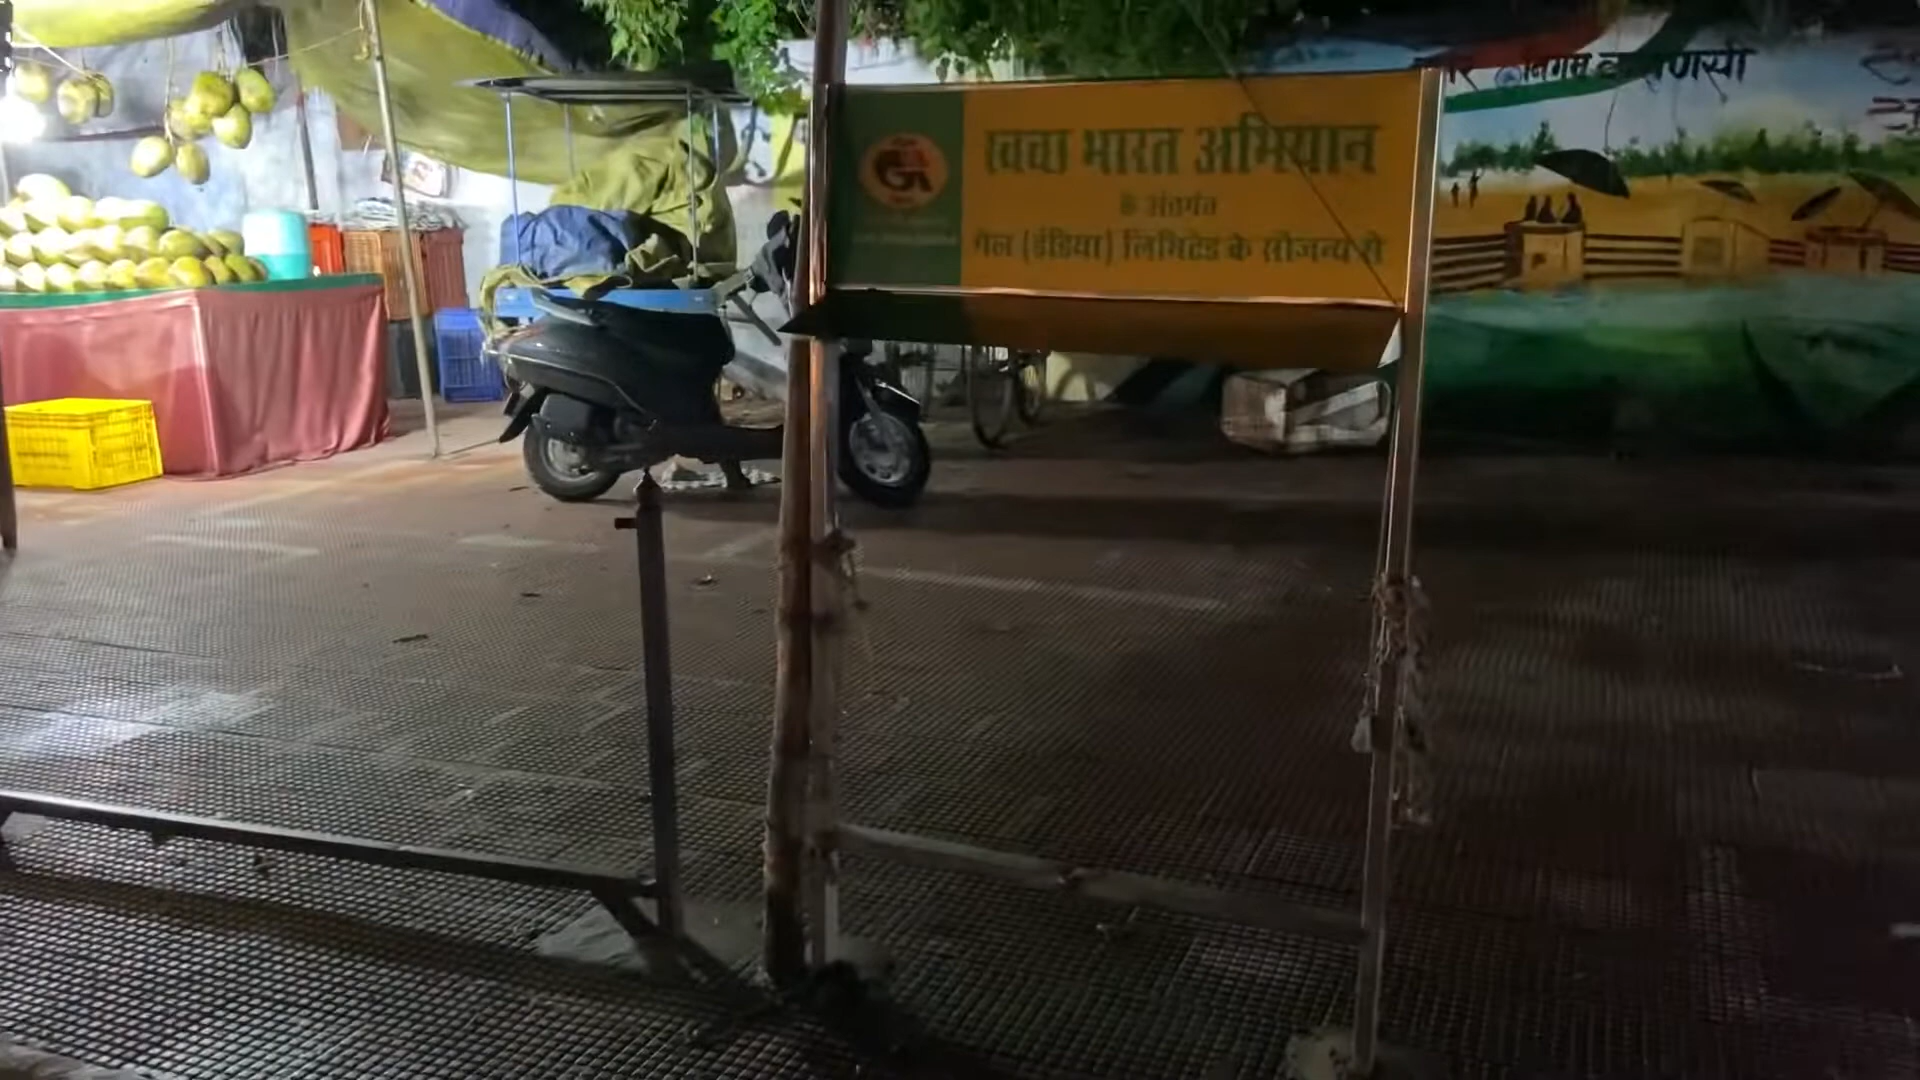 स्वच्छ भारत अभियान
के अंतर्गत
गेल (इंडिया) लिमिटेड के सौजन्य से